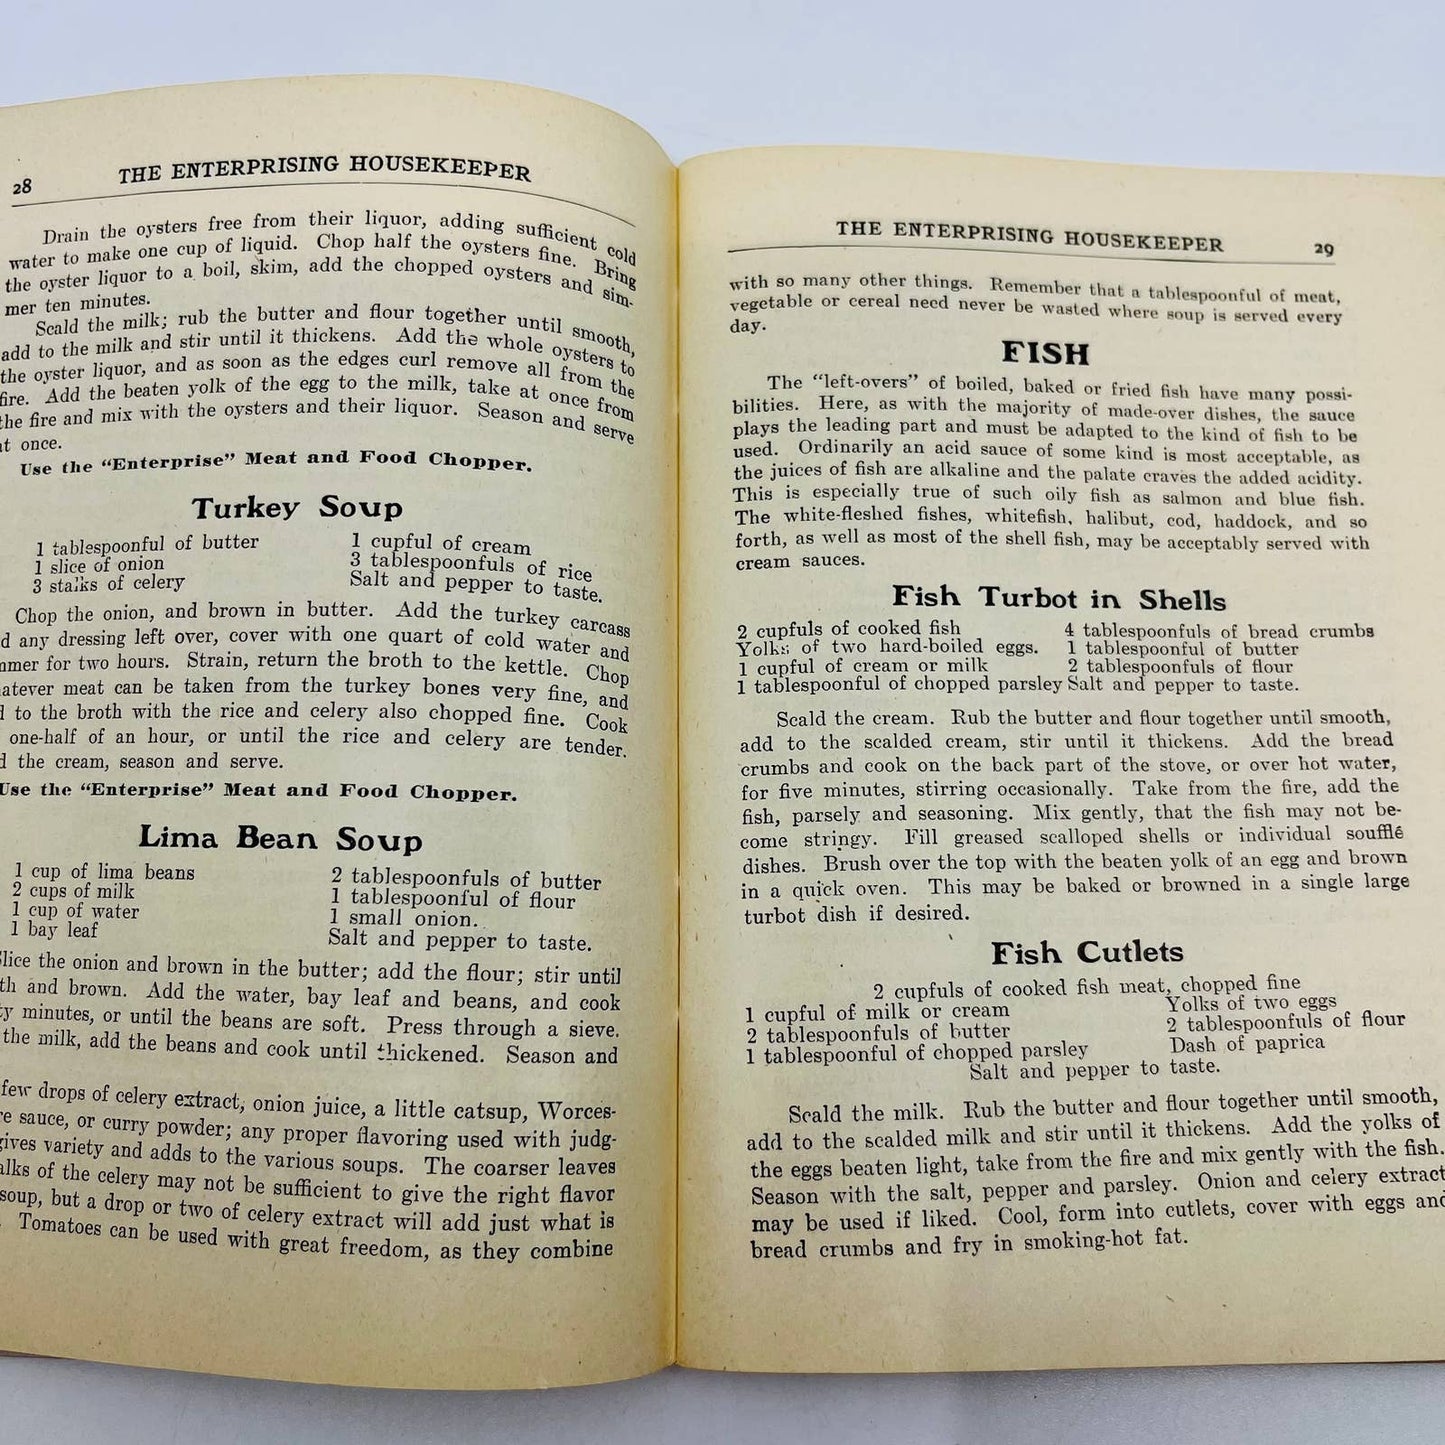 28
THE ENTERPRISING HOUSEKEEPER
Drain the oysters free from their liquor, adding sufficient cold
water to make one cup of liquid. Chop half the oysters fine. Bring
the oyster liquor to a boil, skim, add the chopped oysters and sim-
mer ten minutes.
Scald the milk; rub the butter and flour together until smooth,
add to the milk and stir until it thickens. Add the whole oysters to
the oyster liquor, and as soon as the edges curl remove all from the
fire. Add the beaten yolk of the egg to the milk, take at once from
the fire and mix with the oysters and their liquor. Season and serve
at once.
Use the "Enterprise" Meat and Food Chopper.
Turkey Soup
1 tablespoonful of butter 1 cupful of cream
1 slice of onion 3 tablespoonfuls of rice
3 stalks of celery Salt and pepper to taste.
Chop the onion, and brown in butter. Add the turkey carcass
any dressing left over, cover with one quart of cold water and
for two hours. Strain, return the broth to the kettle. Chop
meat can be taken from the turkey bones very fine, and
to the broth with the rice and celery also chopped fine. Cook
one-half of an hour, or until the rice and celery are tender.
the cream, season and serve.
Use the "Enterprise" Meat and Food Chopper.
Lima Bean Soup
1 cup of lima beans 2 tablespoonfuls of butter
2 cups of milk 1 tablespoonful of flour
1 cup of water 1 small onion.
1 bay leaf Salt and pepper to taste.
Slice the onion and brown in the butter; add the flour; stir until
and brown. Add the water, bay leaf and beans, and cook
minutes, or until the beans are soft. Press through a sieve.
the milk, add the beans and cook until thickened. Season and
few drops of celery extract, onion juice, a little catsup, Worces-
sauce, or curry powder; any proper flavoring used with judg-
gives variety and adds to the various soups. The coarser leaves
of the celery may not be sufficient to give the right flavor
soup, but a drop or two of celery extract will add just what is
Tomatoes can be used with great freedom, as they combine
THE ENTERPRISING HOUSEKEEPER
29
with so many other things. Remember that a tablespoonful of meat,
vegetable or cereal need never be wasted where soup is served every
day.
FISH
The "left-overs" of boiled, baked or fried fish have many possi-
bilities. Here, as with the majority of made-over dishes, the sauce
plays the leading part and must be adapted to the kind of fish to be
used. Ordinarily an acid sauce of some kind is most acceptable, as
the juices of fish are alkaline and the palate craves the added acidity.
This is especially true of such oily fish as salmon and blue fish.
The white-fleshed fishes, whitefish, halibut, cod, haddock, and so
forth, as well as most of the shell fish, may be acceptably served with
cream sauces.
Fish Turbot in Shells
2 cupfuls of cooked fish 4 tablespoonfuls of bread crumbs
Yolks of two hard-boiled eggs. 1 tablespoonful of butter
1 cupful of cream or milk 2 tablespoonfuls of flour
1 tablespoonful of chopped parsley Salt and pepper to taste.
Scald the cream. Rub the butter and flour together until smooth,
add to the scalded cream, stir until it thickens. Add the bread
crumbs and cook on the back part of the stove, or over hot water,
for five minutes, stirring occasionally. Take from the fire, add the
fish, parsely and seasoning. Mix gently, that the fish may not be-
come stringy. Fill greased scalloped shells or individual soufflé
dishes. Brush over the top with the beaten yolk of an egg and brown
in a quick oven. This may be baked or browned in a single large
turbot dish if desired.
Fish Cutlets
2 cupfuls of cooked fish meat, chopped fine
1 cupful of milk or cream Yolks of two eggs
2 tablespoonfuls of butter 2 tablespoonfuls of flour
1 tablespoonful of chopped parsley Dash of paprica
Salt and pepper to taste.
Scald the milk. Rub the butter and flour together until smooth,
add to the scalded milk and stir until it thickens. Add the yolks of
the eggs beaten light, take from the fire and mix gently with the fish.
Season with the salt, pepper and parsley. Onion and celery extract
may be used if liked. Cool, form into cutlets, cover with eggs and
bread crumbs and fry in smoking-hot fat.